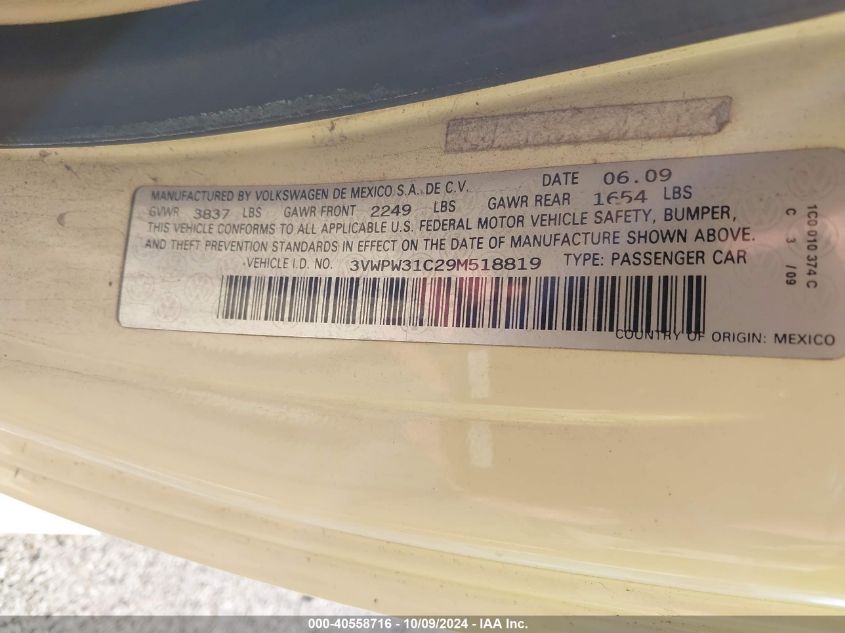 MANUFACTURED BY VOLKSWAGEN DE MEXICO S.A. DE C.V. DATE 06.09
GVWR 3837 LBS GAWR FRONT 2249 LBS GAWR REAR 1654 LBS
THIS VEHICLE CONFORMS TO ALL APPLICABLE U.S. FEDERAL MOTOR VEHICLE SAFETY, BUMPER,
AND THEFT PREVENTION STANDARDS IN EFFECT ON THE DATE OF MANUFACTURE SHOWN ABOVE.
-VEHICLE I.D. NO. 3VWPW31C29M518819 TYPE: PASSENGER CAR
COUNTRY OF ORIGIN: MEXICO
1C0 010 374 C
C 3 /09
000-40558716 - 10/09/2024 - IAA Inc.